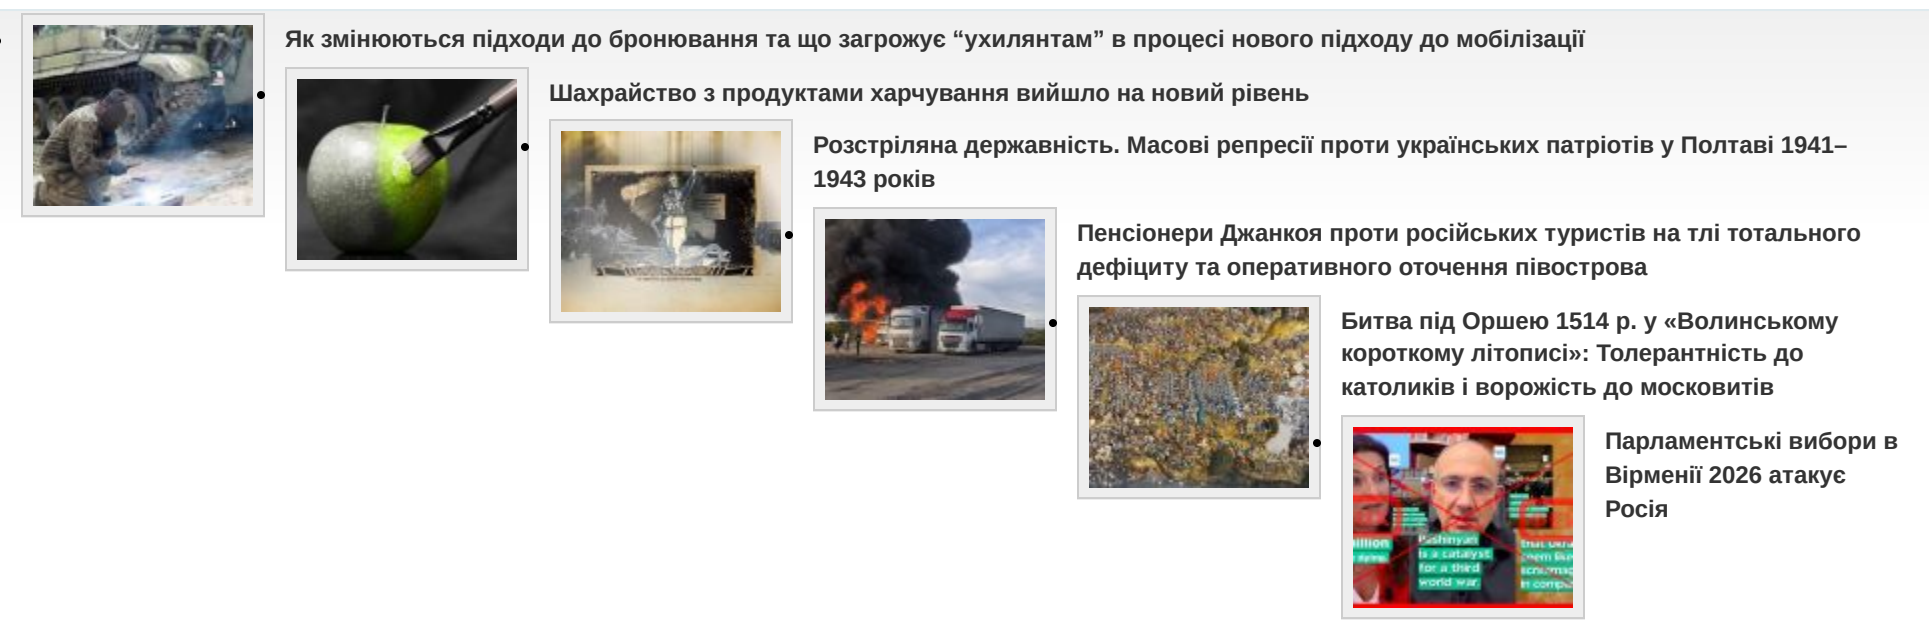 Як змінюються підходи до бронювання та що загрожує “ухилянтам” в процесі нового підходу до мобілізації
Шахрайство з продуктами харчування вийшло на новий рівень
Розстріляна державність. Масові репресії проти українських патріотів у Полтаві 1941–
1943 років
Пенсіонери Джанкоя проти російських туристів на тлі тотального
дефіциту та оперативного оточення півострова
Битва під Оршею 1514 р. у «Волинському
короткому літописі»: Толерантність до
католиків і ворожість до московитів
Парламентські вибори в
Вірменії 2026 атакує
Росія
Pashinyan
is a catalyst
for a third
world war.